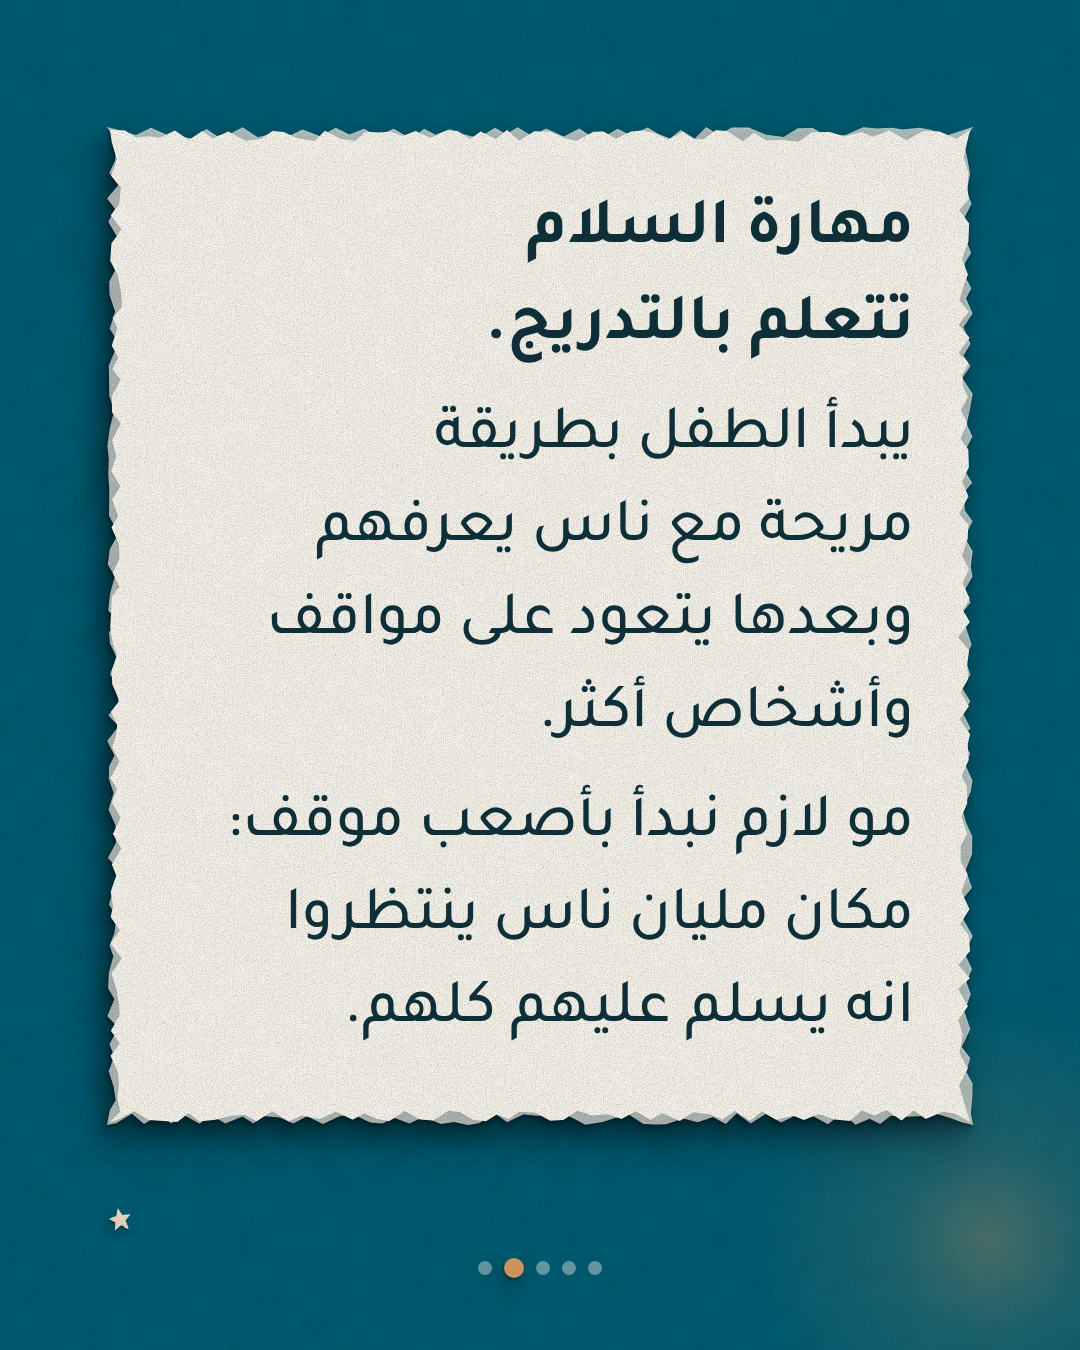 مهارة السلام
تتعلم بالتدريج.
يبدأ الطفل بطريقة
مريحة مع ناس يعرفهم
وبعدها يتعود على مواقف
وأشخاص أكثر.
مو لازم نبدأ بأصعب موقف:
مكان مليان ناس ينتظروا
انه يسلم عليهم كلهم.